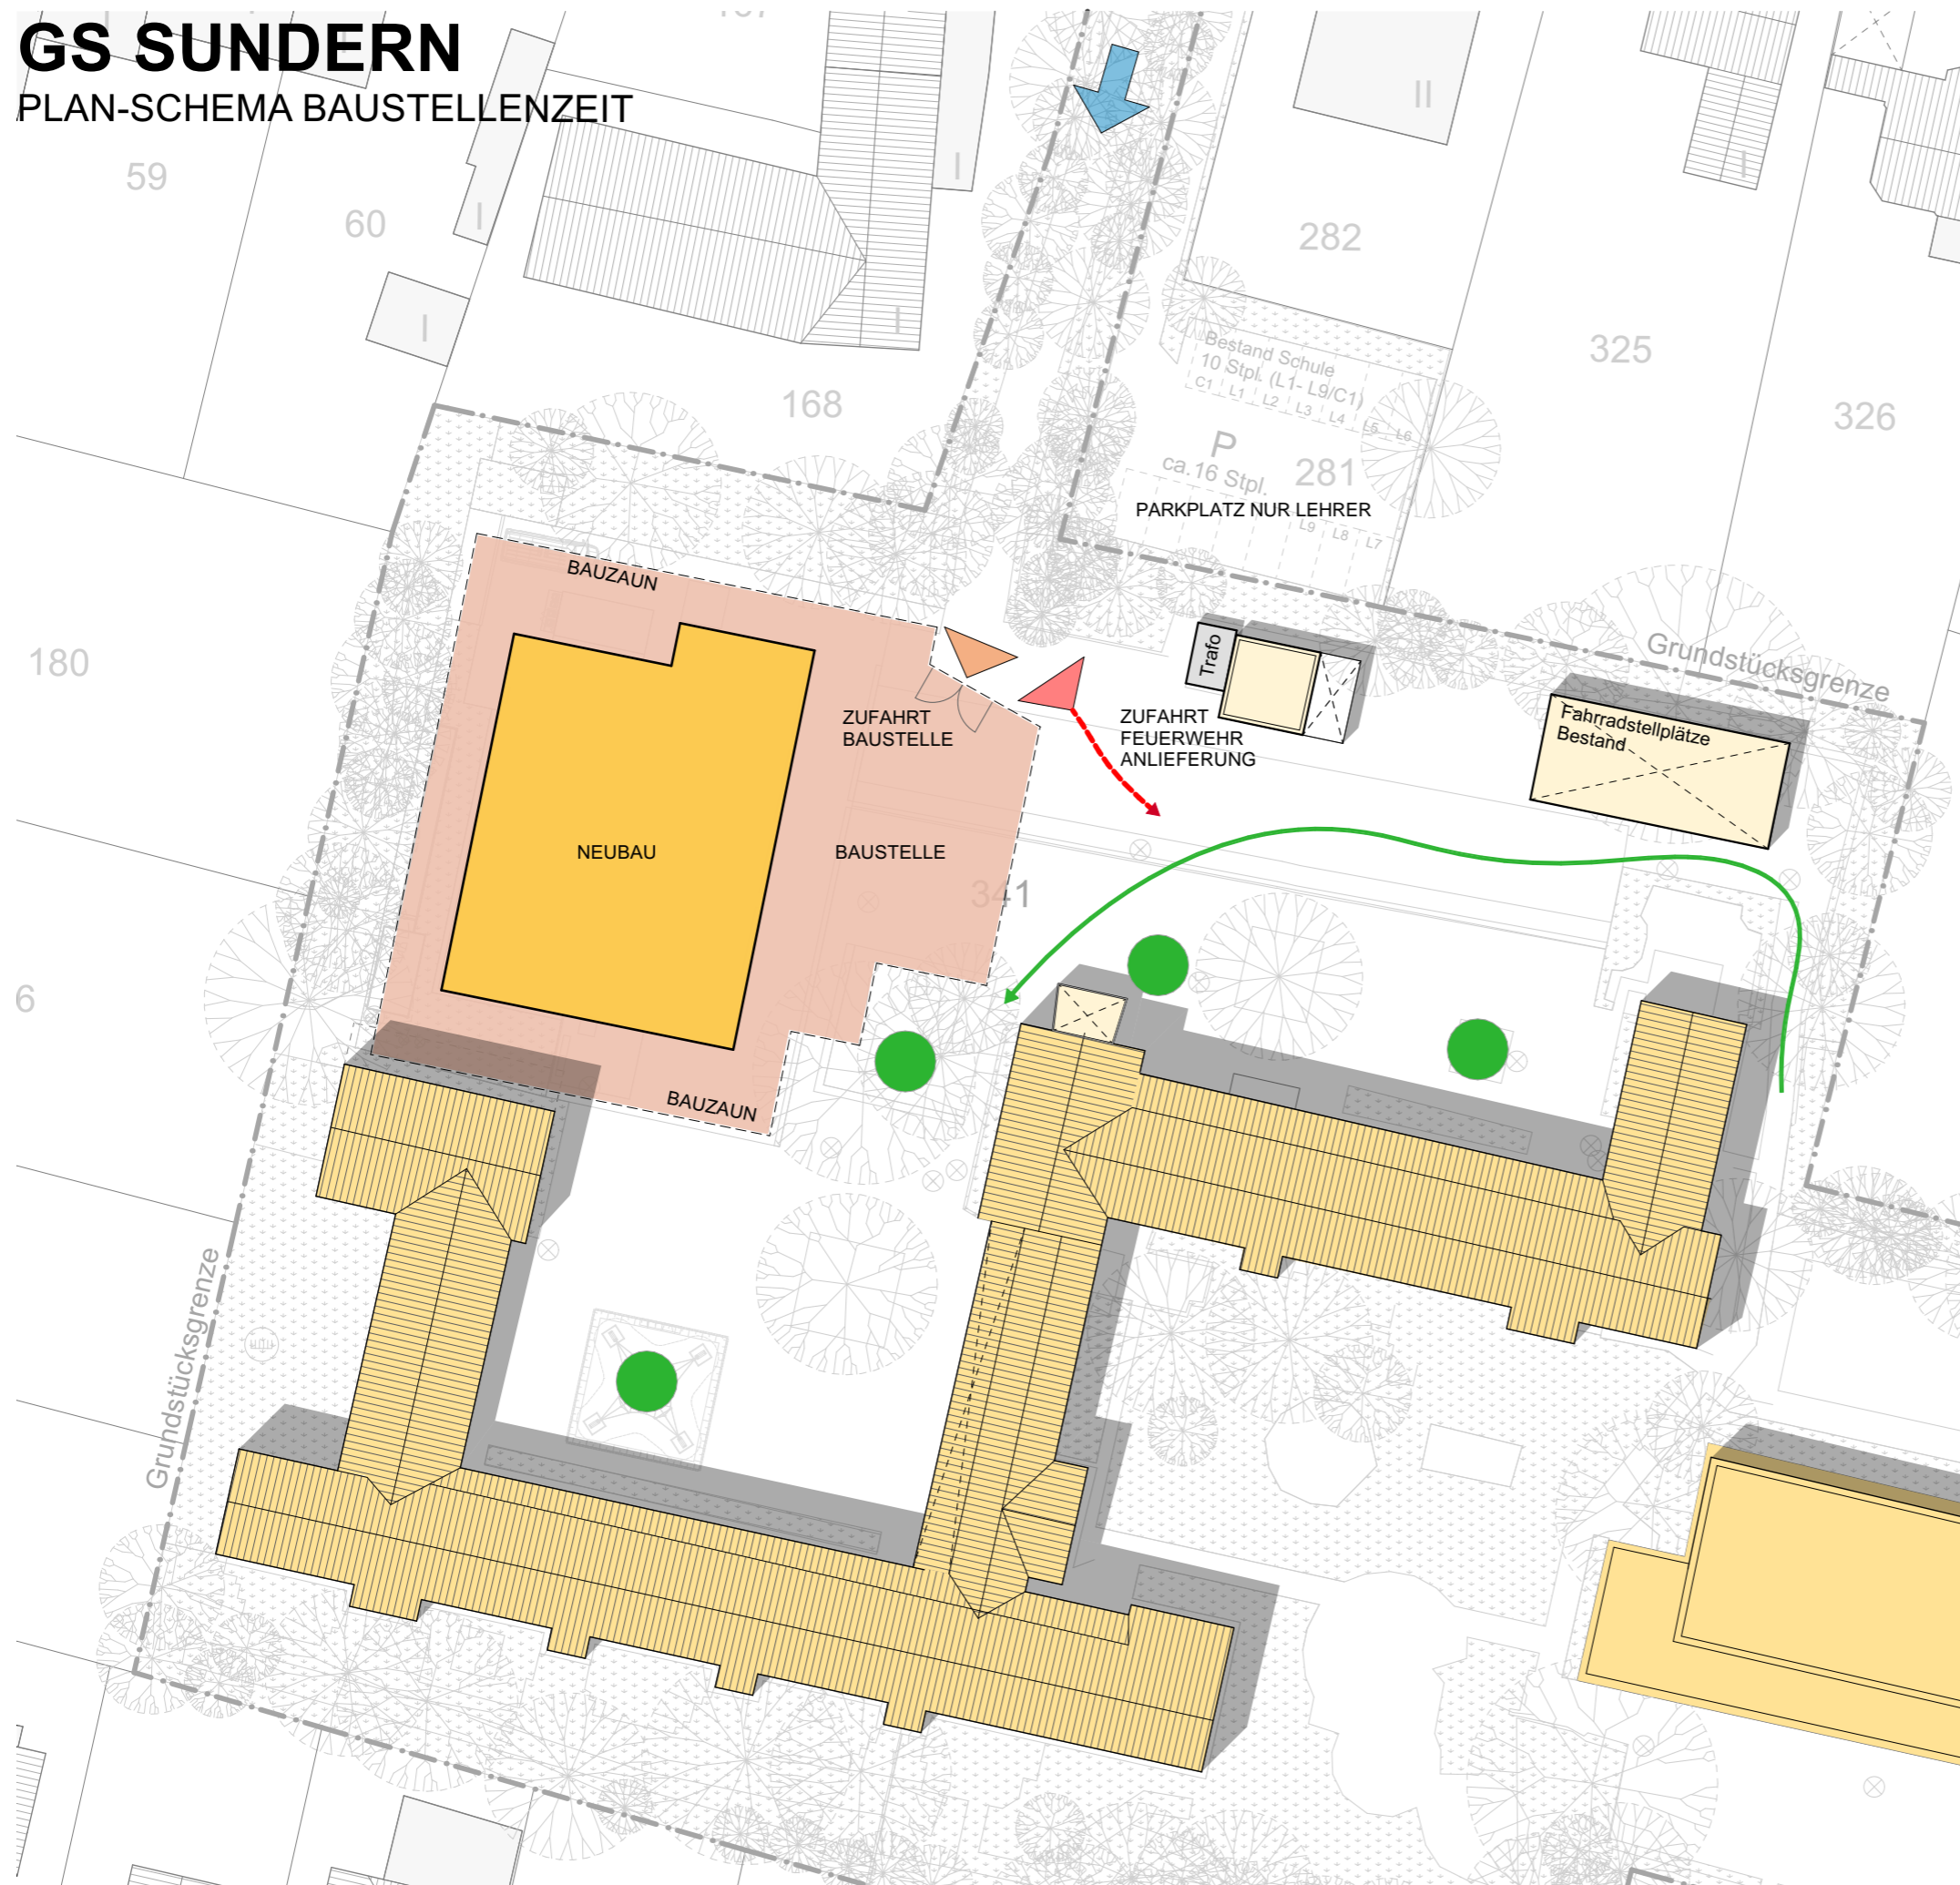 GS SUNDERN
PLAN-SCHEMA BAUSTELLENZEIT
59
60
I
I
I
I
II
I
282
325
326
168
Bestand Schule
10 Stpl. (L1- L9/C1)
C1 L1 L2 L3 L4 L5 L6
P
ca.16 Stpl.
281
PARKPLATZ NUR LEHRER
L9 L8 L7
BAUZAUN
180
Trafo
Grundstücksgrenze
ZUFAHRT
BAUSTELLE
ZUFAHRT
FEUERWEHR
ANLIEFERUNG
Fahrradstellplätze
Bestand
NEUBAU
BAUSTELLE
341
6
BAUZAUN
Grundstücksgrenze